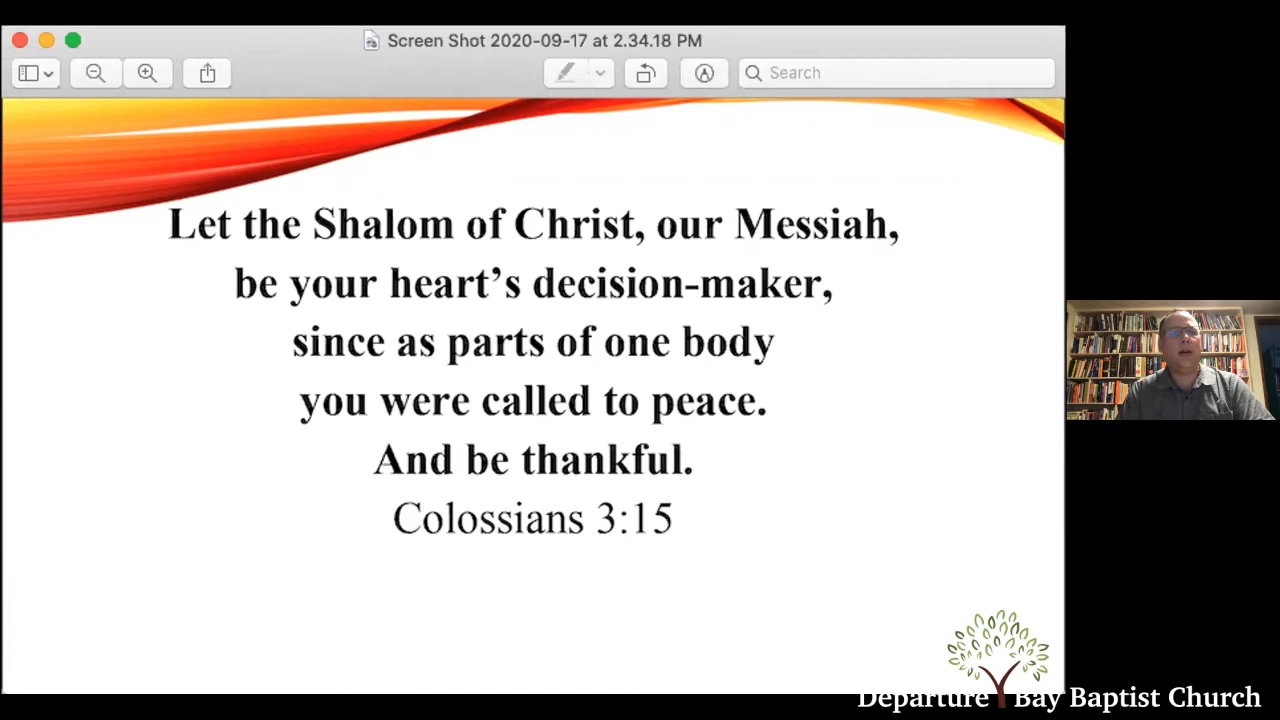 Screen Shot 2020-09-17 at 2.34.18 PM
Search
Let the Shalom of Christ, our Messiah,
be your heart’s decision-maker,
since as parts of one body
you were called to peace.
And be thankful.
Colossians 3:15
Departure Bay Baptist Church